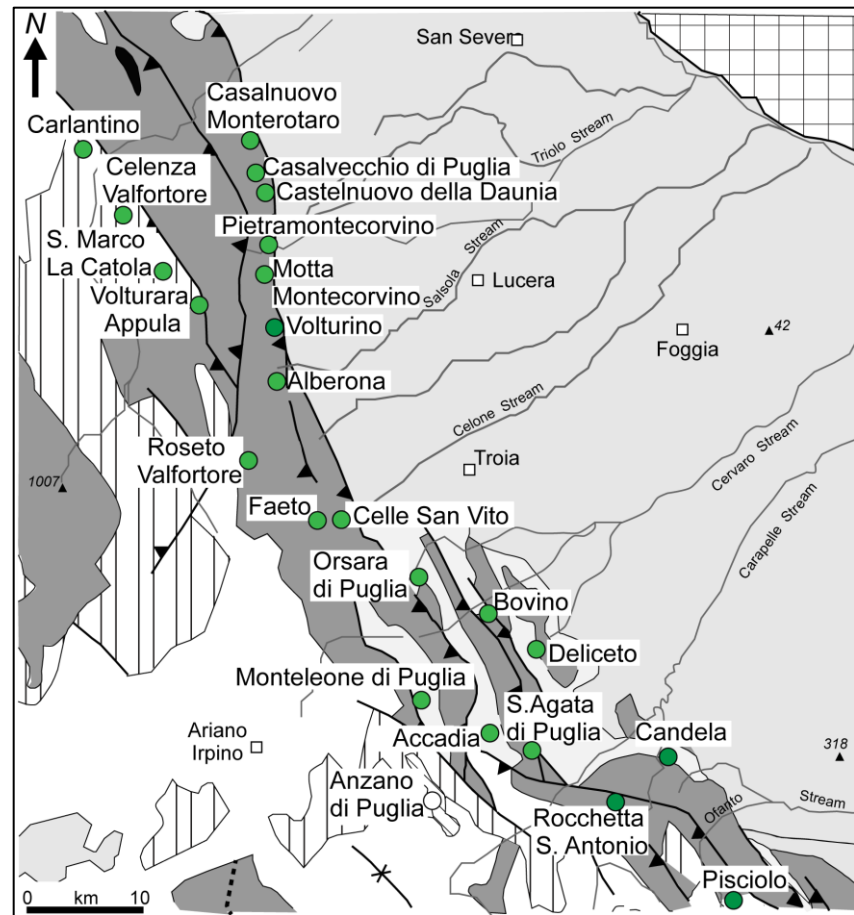 N
San Severo
Casalnuovo
Monterotaro
Carlantino
Triolo Stream
Celenza
Valfortore
Casalvecchio di Puglia
Castelnuovo della Daunia
S. Marco
La Catola
Pietramontecorvino
Salsola Stream
Motta
Montecorvino
Lucera
Volturara
Appula
Volturino
Foggia
42
Alberona
Celone Stream
Roseto
Valfortore
Troia
Cervaro Stream
1007
Carapelle Stream
Faeto
Celle San Vito
Orsara
di Puglia
Bovino
Deliceto
Monteleone di Puglia
S.Agata
di Puglia
Ariano
Irpino
Accadia
Candela
318
Anzano
di Puglia
Ofanto Stream
Rocchetta
S. Antonio
Pisciolo
0 km 10